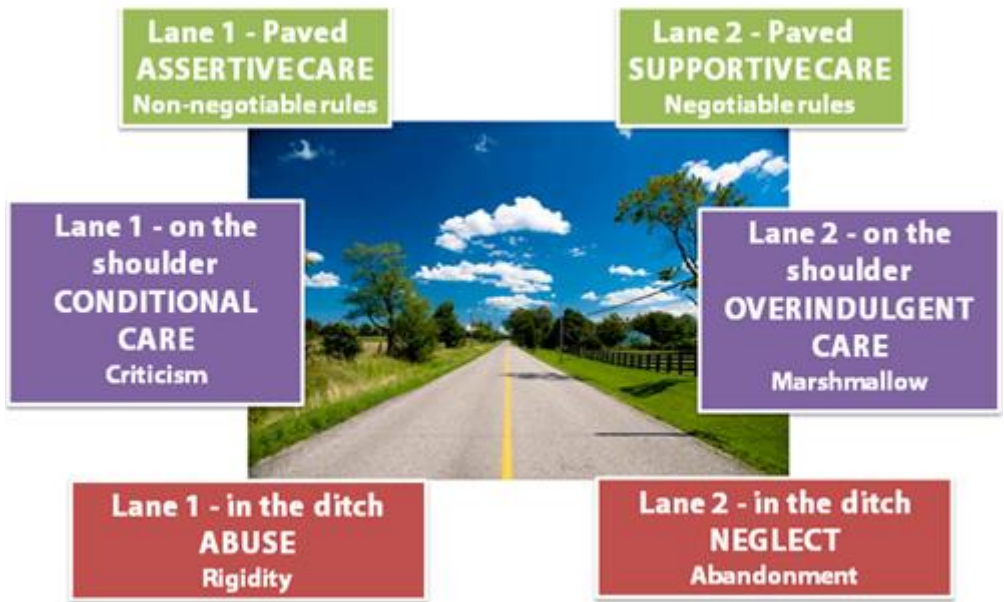 Lane 1 - Paved
ASSERTIVE CARE
Non-negotiable rules
Lane 2 - Paved
SUPPORTIVE CARE
Negotiable rules
Lane 1 - on the
shoulder
CONDITIONAL
CARE
Criticism
Lane 2 - on the
shoulder
OVERINDULGENT
CARE
Marshmallow
Lane 1 - in the ditch
ABUSE
Rigidity
Lane 2 - in the ditch
NEGLECT
Abandonment